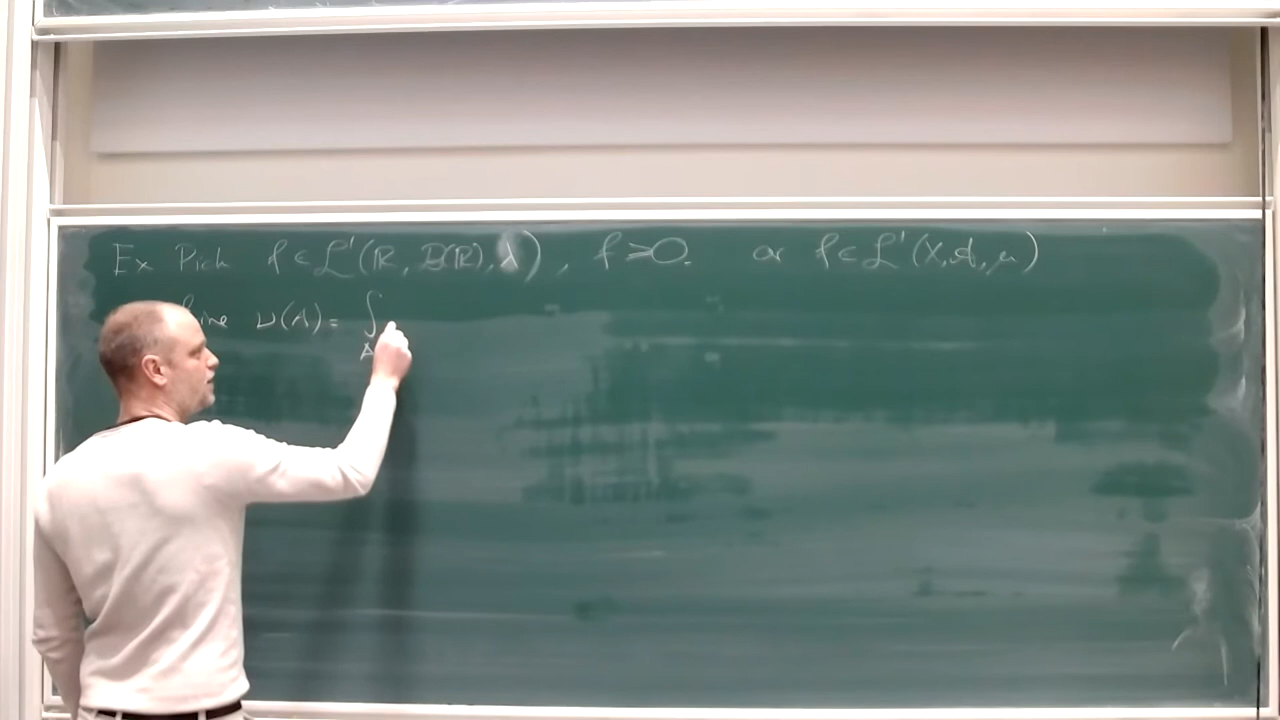 Ex Pick f ∈ ℒ¹(ℝ, ℬ(ℝ), λ), f ⩾ 0. or f ∈ ℒ¹(X, 𝒜, μ)
ν(A) = ∫_A